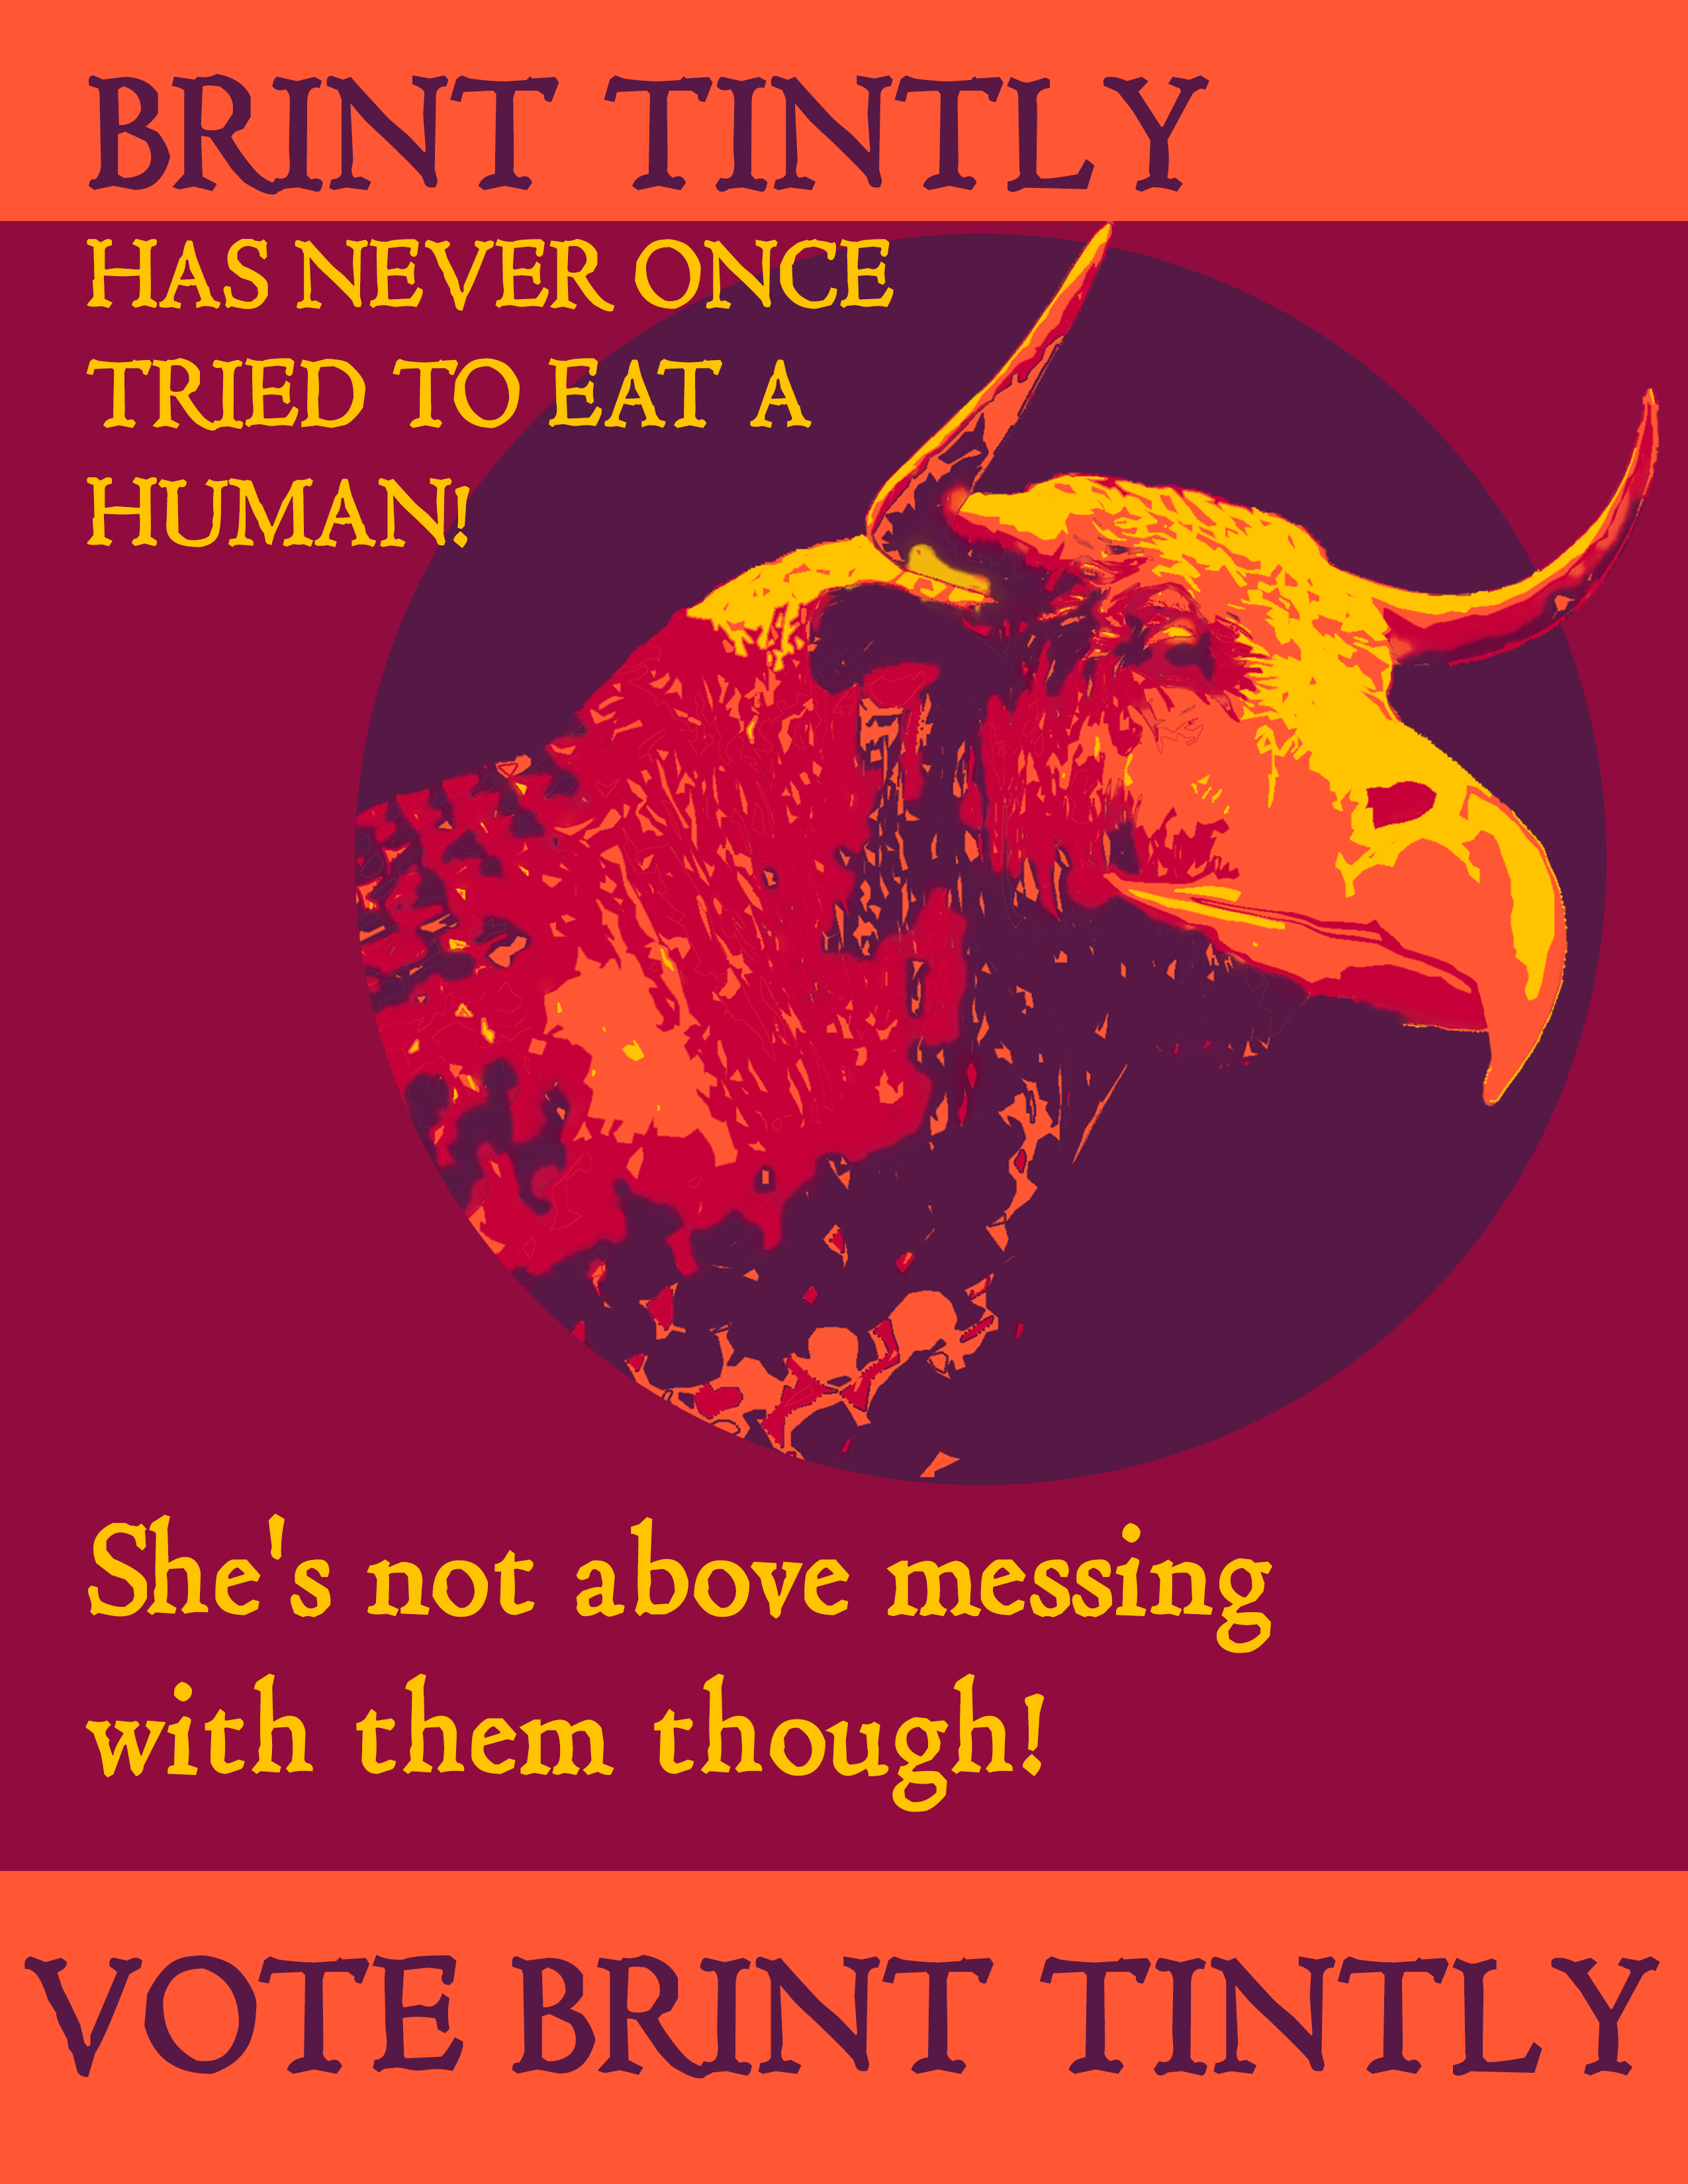 BRINT TINTLY
HAS NEVER ONCE
TRIED TO EAT A
HUMAN!
She's not above messing
with them though!
VOTE BRINT TINTLY